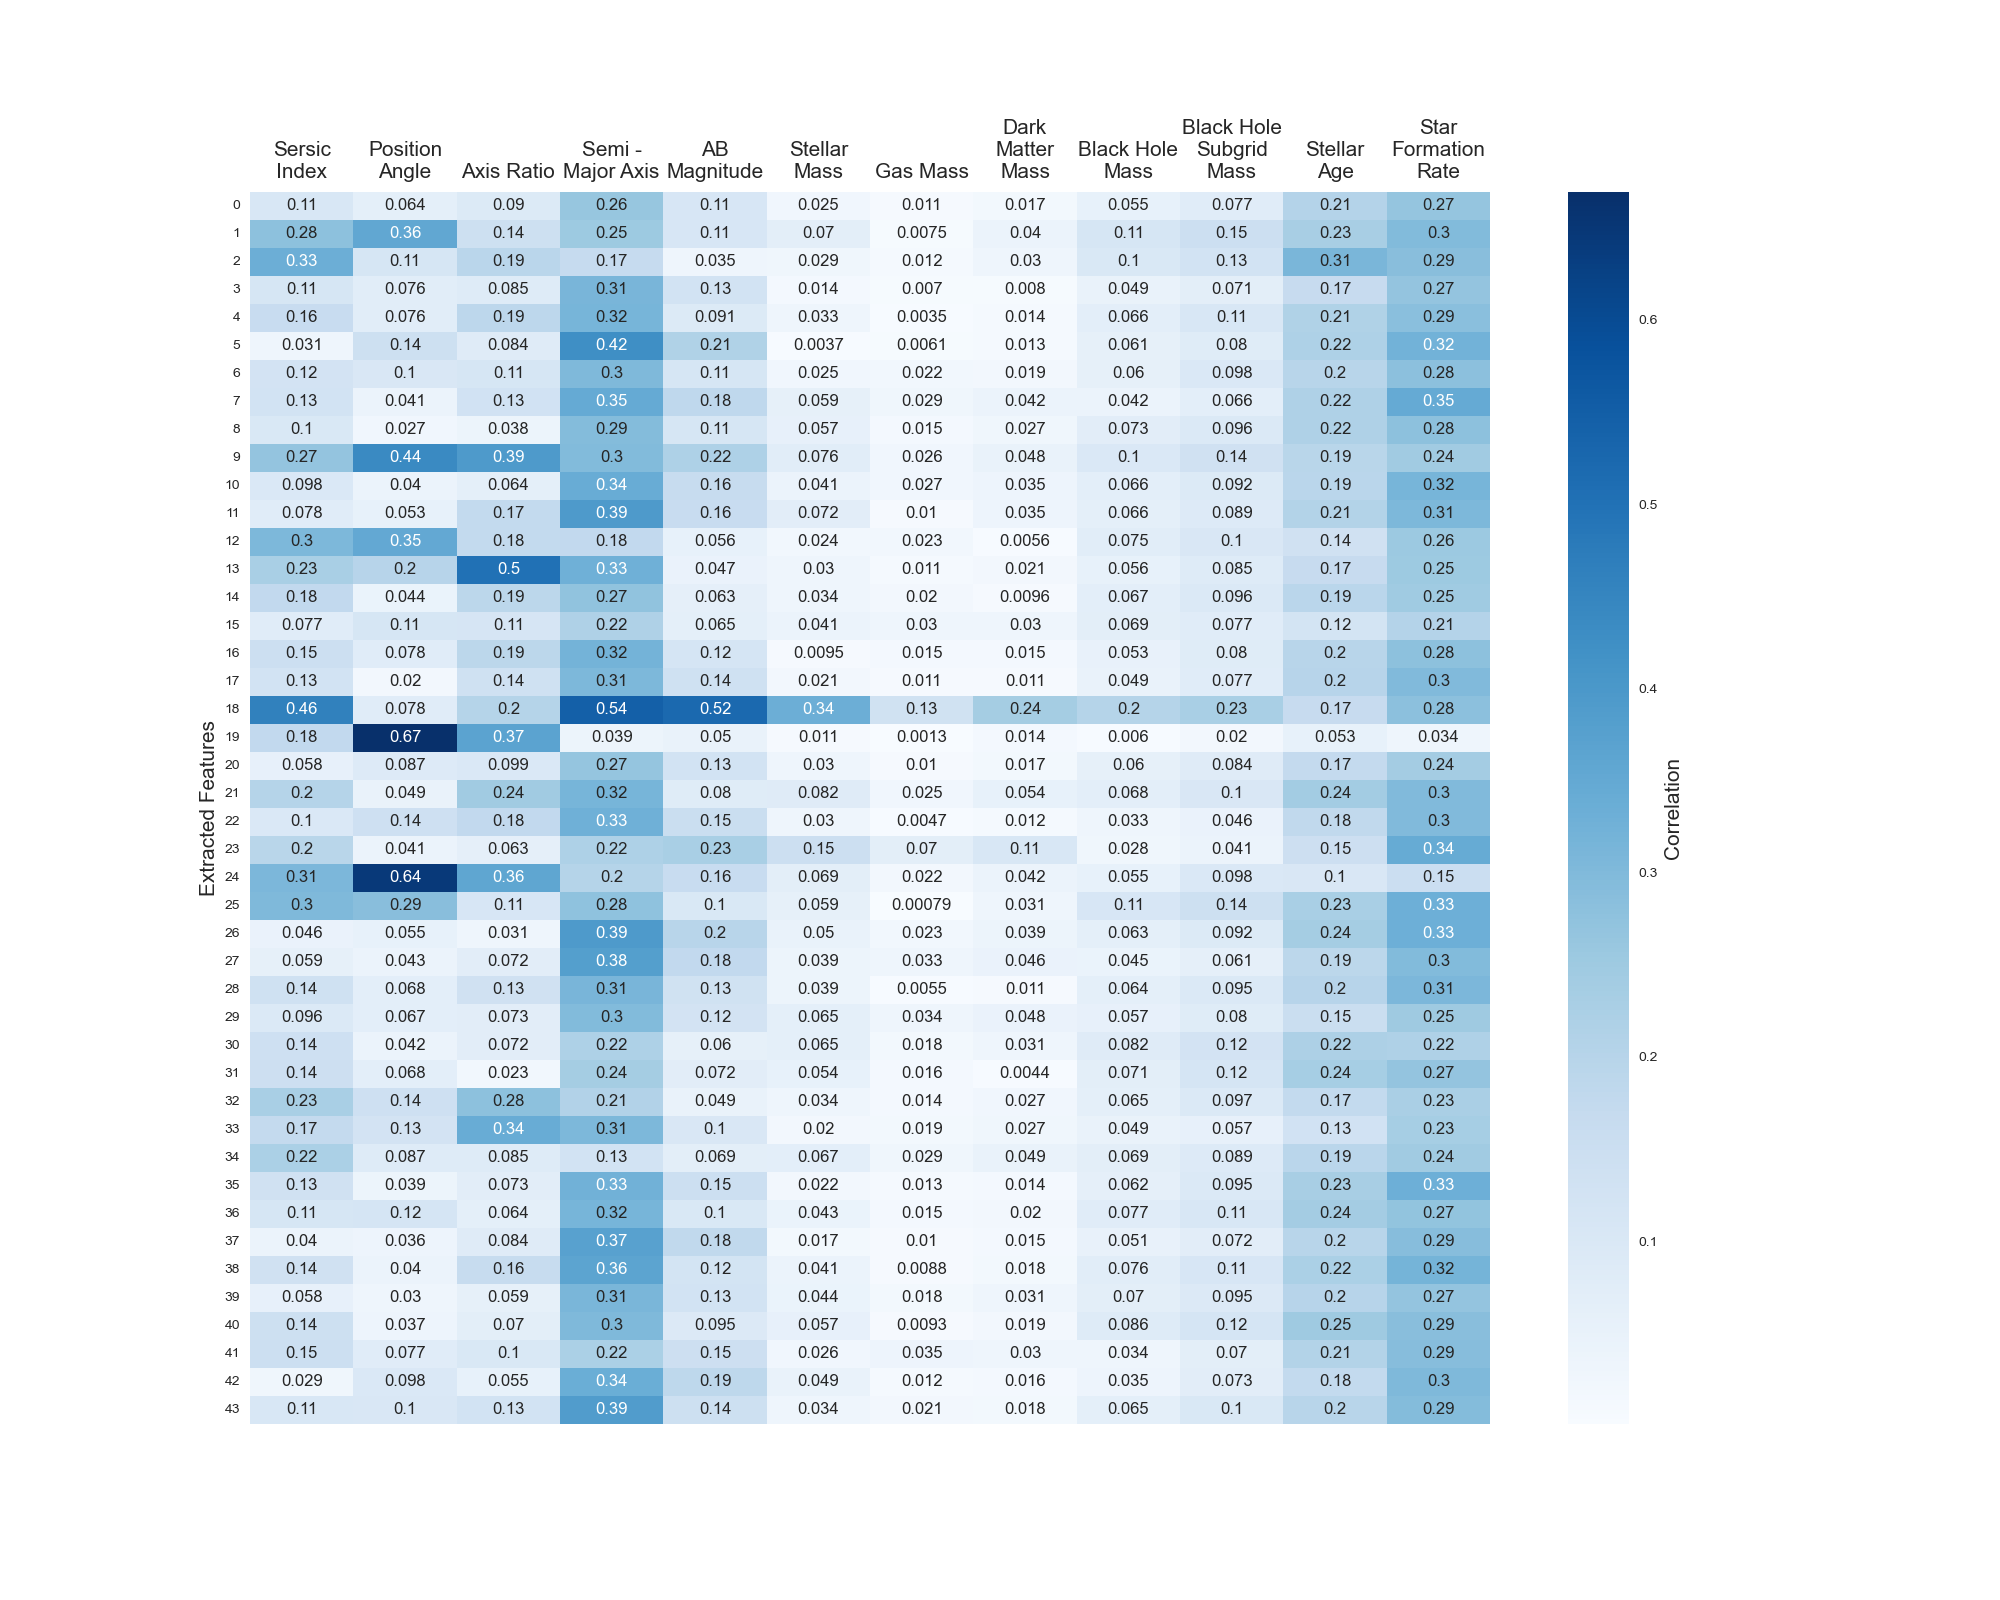 Sersic Index
Position Angle
Axis Ratio
Semi - Major Axis
AB Magnitude
Stellar Mass
Gas Mass
Dark Matter Mass
Black Hole Mass
Black Hole Subgrid Mass
Stellar Age
Star Formation Rate
0 0.11 0.064 0.09 0.26 0.11 0.025 0.011 0.017 0.055 0.077 0.21 0.27
1 0.28 0.36 0.14 0.25 0.11 0.07 0.0075 0.04 0.11 0.15 0.23 0.3
2 0.33 0.11 0.19 0.17 0.035 0.029 0.012 0.03 0.1 0.13 0.31 0.29
3 0.11 0.076 0.085 0.31 0.13 0.014 0.007 0.008 0.049 0.071 0.17 0.27
4 0.16 0.076 0.19 0.32 0.091 0.033 0.0035 0.014 0.066 0.11 0.21 0.29
5 0.031 0.14 0.084 0.42 0.21 0.0037 0.0061 0.013 0.061 0.08 0.22 0.32
6 0.12 0.1 0.11 0.3 0.11 0.025 0.022 0.019 0.06 0.098 0.2 0.28
7 0.13 0.041 0.13 0.35 0.18 0.059 0.029 0.042 0.042 0.066 0.22 0.35
8 0.1 0.027 0.038 0.29 0.11 0.057 0.015 0.027 0.073 0.096 0.22 0.28
9 0.27 0.44 0.39 0.3 0.22 0.076 0.026 0.048 0.1 0.14 0.19 0.24
10 0.098 0.04 0.064 0.34 0.16 0.041 0.027 0.035 0.066 0.092 0.19 0.32
11 0.078 0.053 0.17 0.39 0.16 0.072 0.01 0.035 0.066 0.089 0.21 0.31
12 0.3 0.35 0.18 0.18 0.056 0.024 0.023 0.0056 0.075 0.1 0.14 0.26
13 0.23 0.2 0.5 0.33 0.047 0.03 0.011 0.021 0.056 0.085 0.17 0.25
14 0.18 0.044 0.19 0.27 0.063 0.034 0.02 0.0096 0.067 0.096 0.19 0.25
15 0.077 0.11 0.11 0.22 0.065 0.041 0.03 0.03 0.069 0.077 0.12 0.21
16 0.15 0.078 0.19 0.32 0.12 0.0095 0.015 0.015 0.053 0.08 0.2 0.28
17 0.13 0.02 0.14 0.31 0.14 0.021 0.011 0.011 0.049 0.077 0.2 0.3
18 0.46 0.078 0.2 0.54 0.52 0.34 0.13 0.24 0.2 0.23 0.17 0.28
19 0.18 0.67 0.37 0.039 0.05 0.011 0.0013 0.014 0.006 0.02 0.053 0.034
20 0.058 0.087 0.099 0.27 0.13 0.03 0.01 0.017 0.06 0.084 0.17 0.24
21 0.2 0.049 0.24 0.32 0.08 0.082 0.025 0.054 0.068 0.1 0.24 0.3
22 0.1 0.14 0.18 0.33 0.15 0.03 0.0047 0.012 0.033 0.046 0.18 0.3
23 0.2 0.041 0.063 0.22 0.23 0.15 0.07 0.11 0.028 0.041 0.15 0.34
24 0.31 0.64 0.36 0.2 0.16 0.069 0.022 0.042 0.055 0.098 0.1 0.15
25 0.3 0.29 0.11 0.28 0.1 0.059 0.00079 0.031 0.11 0.14 0.23 0.33
26 0.046 0.055 0.031 0.39 0.2 0.05 0.023 0.039 0.063 0.092 0.24 0.33
27 0.059 0.043 0.072 0.38 0.18 0.039 0.033 0.046 0.045 0.061 0.19 0.3
28 0.14 0.068 0.13 0.31 0.13 0.039 0.0055 0.011 0.064 0.095 0.2 0.31
29 0.096 0.067 0.073 0.3 0.12 0.065 0.034 0.048 0.057 0.08 0.15 0.25
30 0.14 0.042 0.072 0.22 0.06 0.065 0.018 0.031 0.082 0.12 0.22 0.22
31 0.14 0.068 0.023 0.24 0.072 0.054 0.016 0.0044 0.071 0.12 0.24 0.27
32 0.23 0.14 0.28 0.21 0.049 0.034 0.014 0.027 0.065 0.097 0.17 0.23
33 0.17 0.13 0.34 0.31 0.1 0.02 0.019 0.027 0.049 0.057 0.13 0.23
34 0.22 0.087 0.085 0.13 0.069 0.067 0.029 0.049 0.069 0.089 0.19 0.24
35 0.13 0.039 0.073 0.33 0.15 0.022 0.013 0.014 0.062 0.095 0.23 0.33
36 0.11 0.12 0.064 0.32 0.1 0.043 0.015 0.02 0.077 0.11 0.24 0.27
37 0.04 0.036 0.084 0.37 0.18 0.017 0.01 0.015 0.051 0.072 0.2 0.29
38 0.14 0.04 0.16 0.36 0.12 0.041 0.0088 0.018 0.076 0.11 0.22 0.32
39 0.058 0.03 0.059 0.31 0.13 0.044 0.018 0.031 0.07 0.095 0.2 0.27
40 0.14 0.037 0.07 0.3 0.095 0.057 0.0093 0.019 0.086 0.12 0.25 0.29
41 0.15 0.077 0.1 0.22 0.15 0.026 0.035 0.03 0.034 0.07 0.21 0.29
42 0.029 0.098 0.055 0.34 0.19 0.049 0.012 0.016 0.035 0.073 0.18 0.3
43 0.11 0.1 0.13 0.39 0.14 0.034 0.021 0.018 0.065 0.1 0.2 0.29
Extracted Features
0.6
0.5
0.4
0.3
0.2
0.1
Correlation